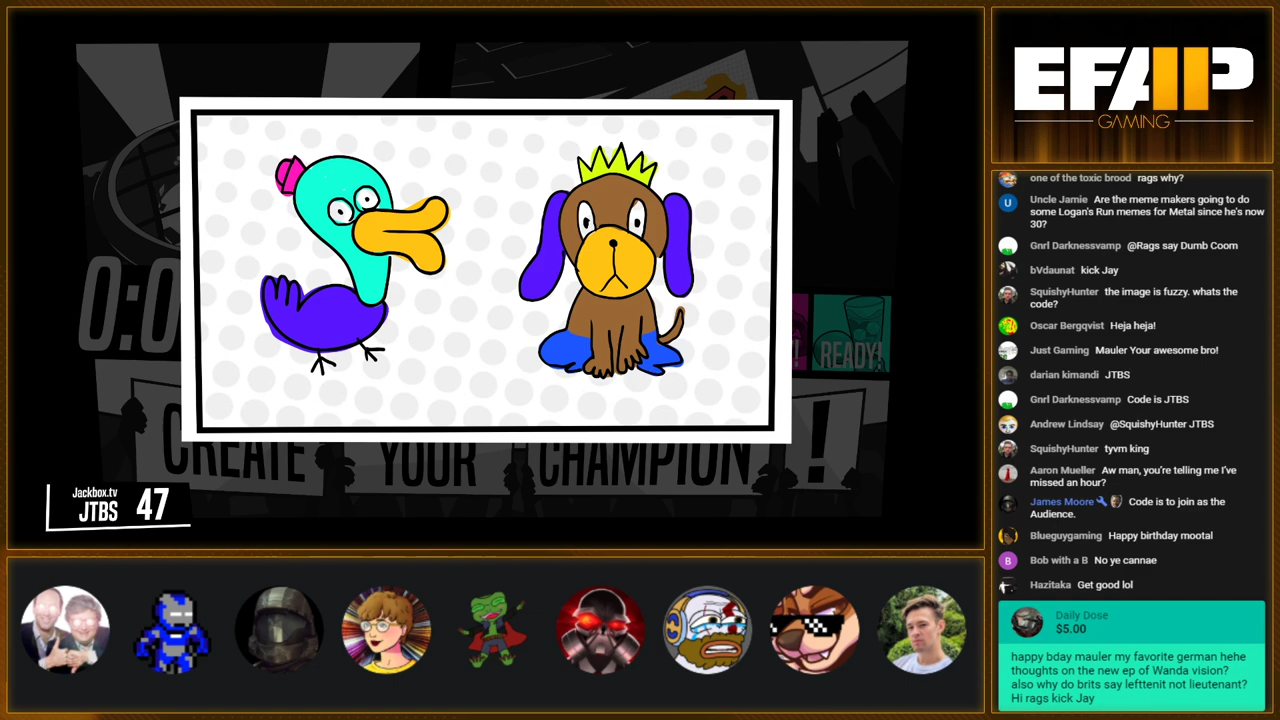 0:0
READY!
CREATE YOUR CHAMPION!
Jackbox.tv
JTBS 47
EFAP
GAMING
one of the toxic brood rags why?
U Uncle Jamie Are the meme makers going to do
some Logan's Run memes for Metal since he's now
30?
Gnrl Darknessvamp @Rags say Dumb Coom
bVdaunat kick Jay
SquishyHunter the image is fuzzy. whats the
code?
Oscar Bergqvist Heja heja!
Just Gaming Mauler Your awesome bro!
darian kimandi JTBS
Gnrl Darknessvamp Code is JTBS
Andrew Lindsay @SquishyHunter JTBS
SquishyHunter tyvm king
Aaron Mueller Aw man, you're telling me I've
missed an hour?
James Moore Code is to join as the
Audience.
Blueguygaming Happy birthday mootal
B Bob with a B No ye cannae
Hazitaka Get good lol
Daily Dose
$5.00
happy bday mauler my favorite german hehe
thoughts on the new ep of Wanda vision?
also why do brits say lefttenit not lieutenant?
Hi rags kick Jay